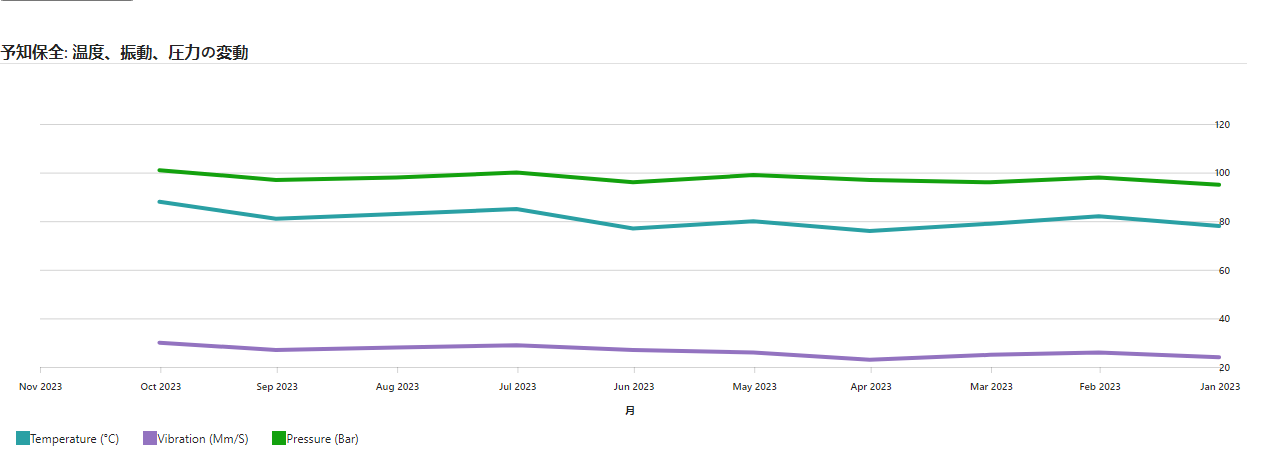 予知保全: 温度、振動、圧力の変動
120
100
80
60
40
20
Nov 2023 Oct 2023 Sep 2023 Aug 2023 Jul 2023 Jun 2023 May 2023 Apr 2023 Mar 2023 Feb 2023 Jan 2023
月
Temperature (°C) Vibration (Mm/S) Pressure (Bar)